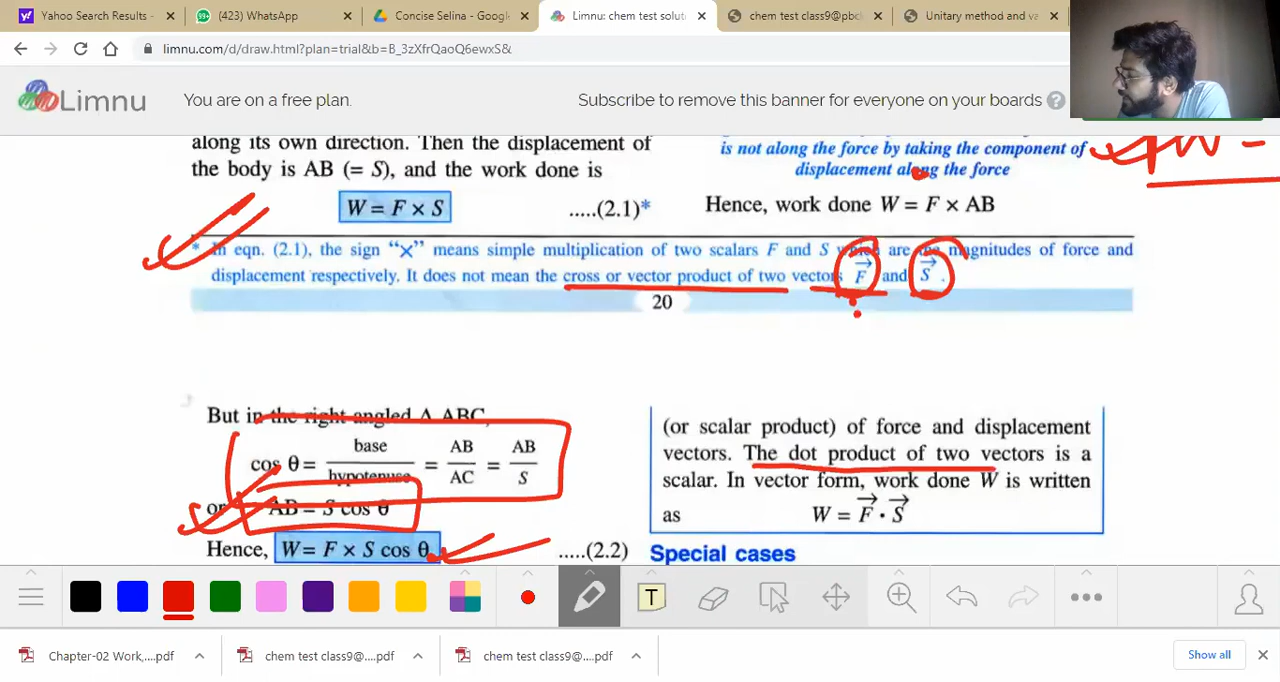 Yahoo Search Results -
(423) WhatsApp
Concise Selina - Google
Limnu: chem test solut
chem test class9@pbc
Unitary method and va
limnu.com/d/draw.html?plan=trial&b=B_3zXfrQaoQ6ewxS&
Limnu
You are on a free plan.
Subscribe to remove this banner for everyone on your boards ?
along its own direction. Then the displacement of
the body is AB (= S), and the work done is
W = F × S .....(2.1)*
is not along the force by taking the component of
displacement along the force
Hence, work done W = F × AB
W =
* In eqn. (2.1), the sign “×” means simple multiplication of two scalars F and S which are the magnitudes of force and
displacement respectively. It does not mean the cross or vector product of two vectors F⃗ and S⃗ .
20
But in the right angled Δ ABC,
cos θ = base / hypotenuse = AB / AC = AB / S
or AB = S cos θ
Hence, W = F × S cos θ .....(2.2)
(or scalar product) of force and displacement
vectors. The dot product of two vectors is a
scalar. In vector form, work done W is written
as W = F⃗ · S⃗
Special cases
T
Chapter-02 Work,....pdf
chem test class9@....pdf
chem test class9@....pdf
Show all